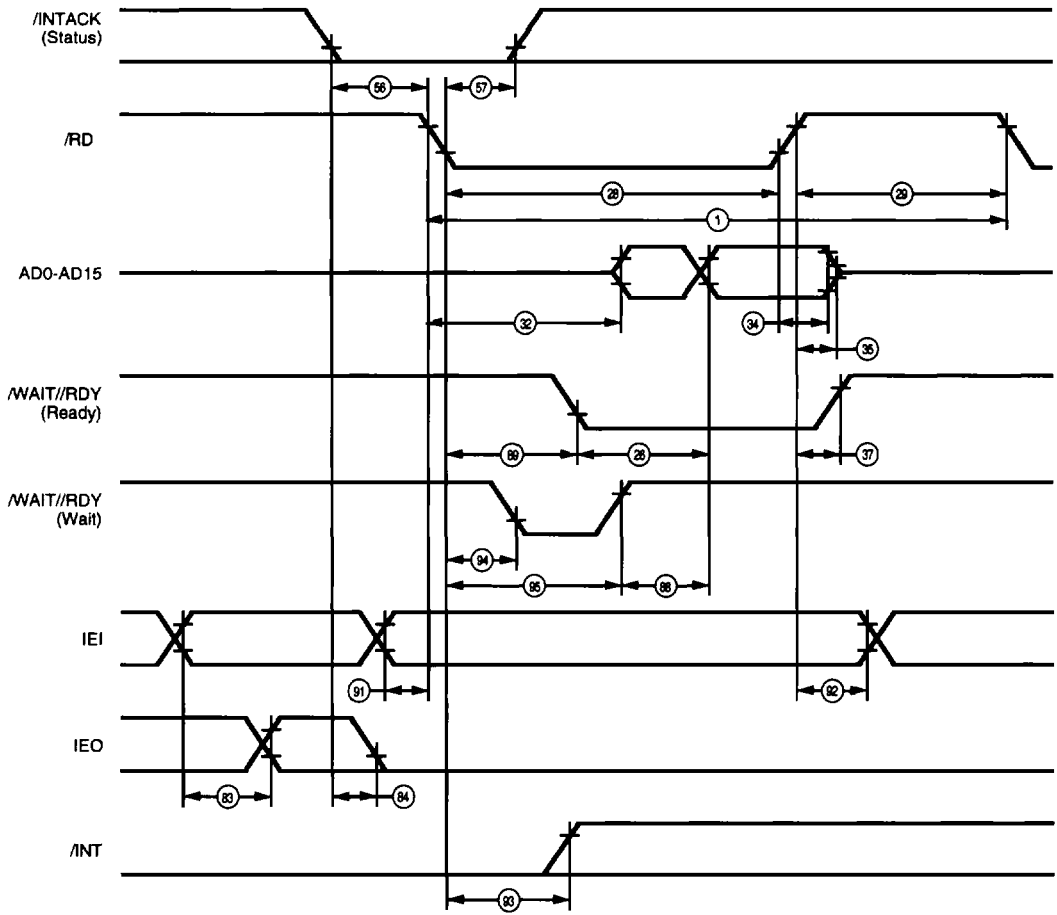 /INTACK
(Status)
56
57
/RD
28
29
1
AD0-AD15
32
34
35
/WAIT//RDY
(Ready)
89
26
37
/WAIT//RDY
(Wait)
94
95
88
IEI
91
92
IEO
83
84
/INT
93